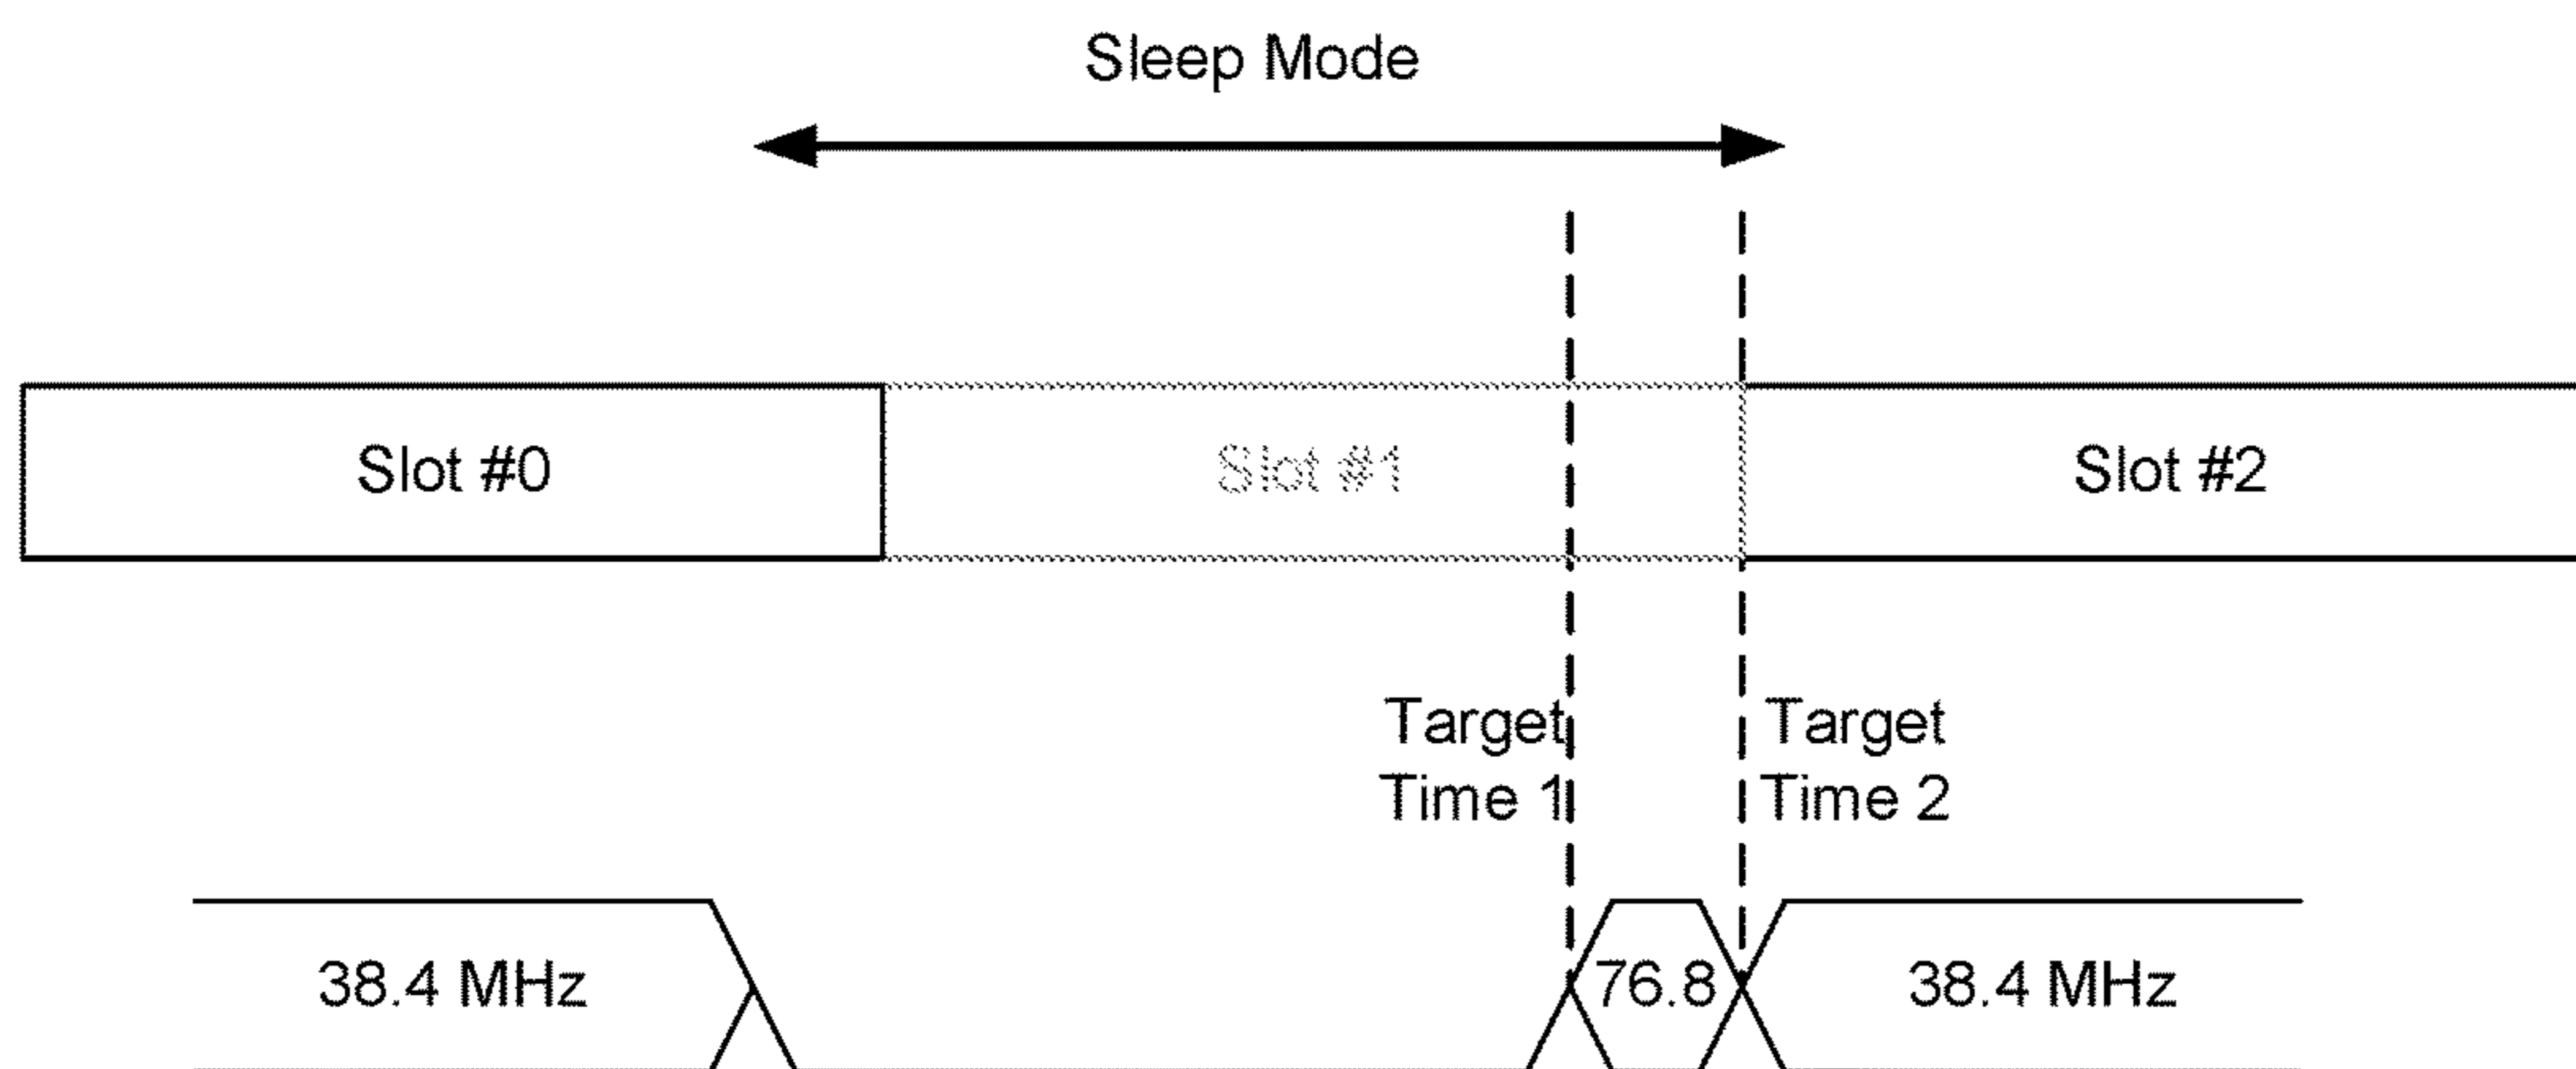 Sleep Mode
Slot #0
Slot #1
Slot #2
Target
Time 1
Target
Time 2
38.4 MHz
76.8
38.4 MHz